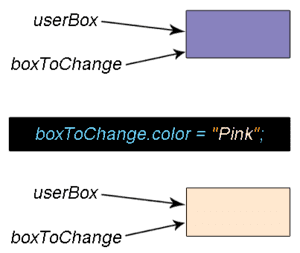 userBox
boxToChange
boxToChange.color = "Pink";
userBox
boxToChange